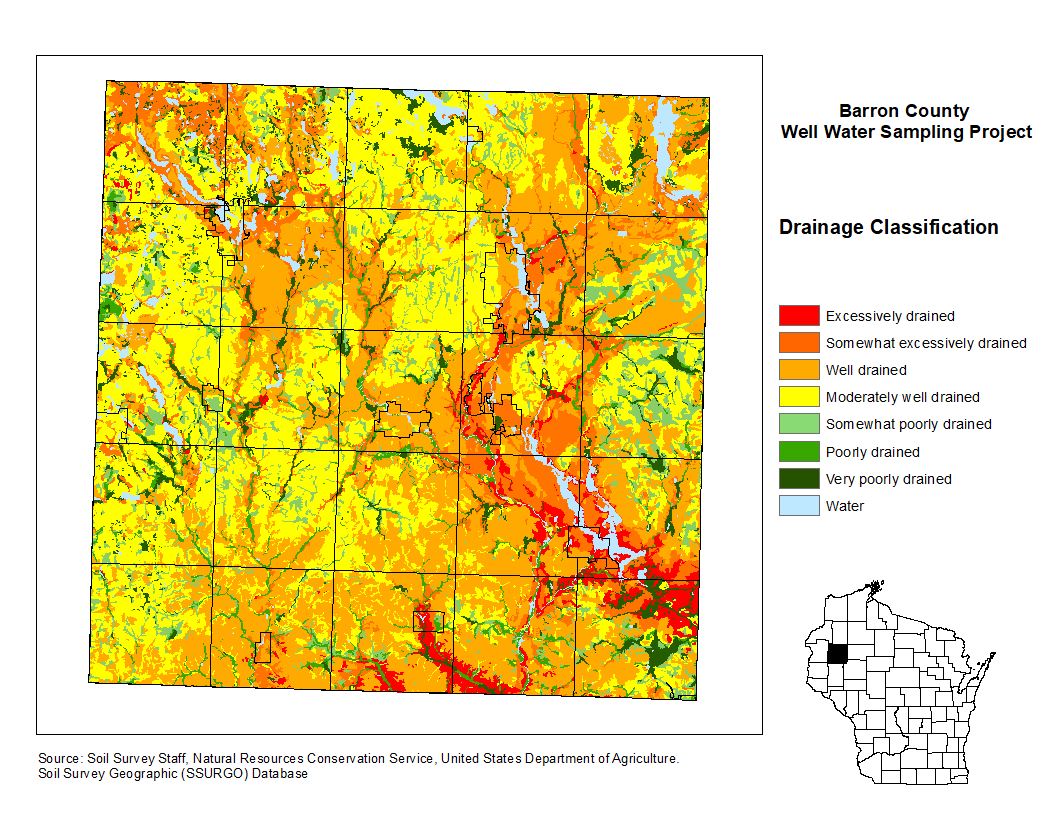 Barron County
Well Water Sampling Project
Drainage Classification
Excessively drained
Somewhat excessively drained
Well drained
Moderately well drained
Somewhat poorly drained
Poorly drained
Very poorly drained
Water
Source: Soil Survey Staff, Natural Resources Conservation Service, United States Department of Agriculture.
Soil Survey Geographic (SSURGO) Database